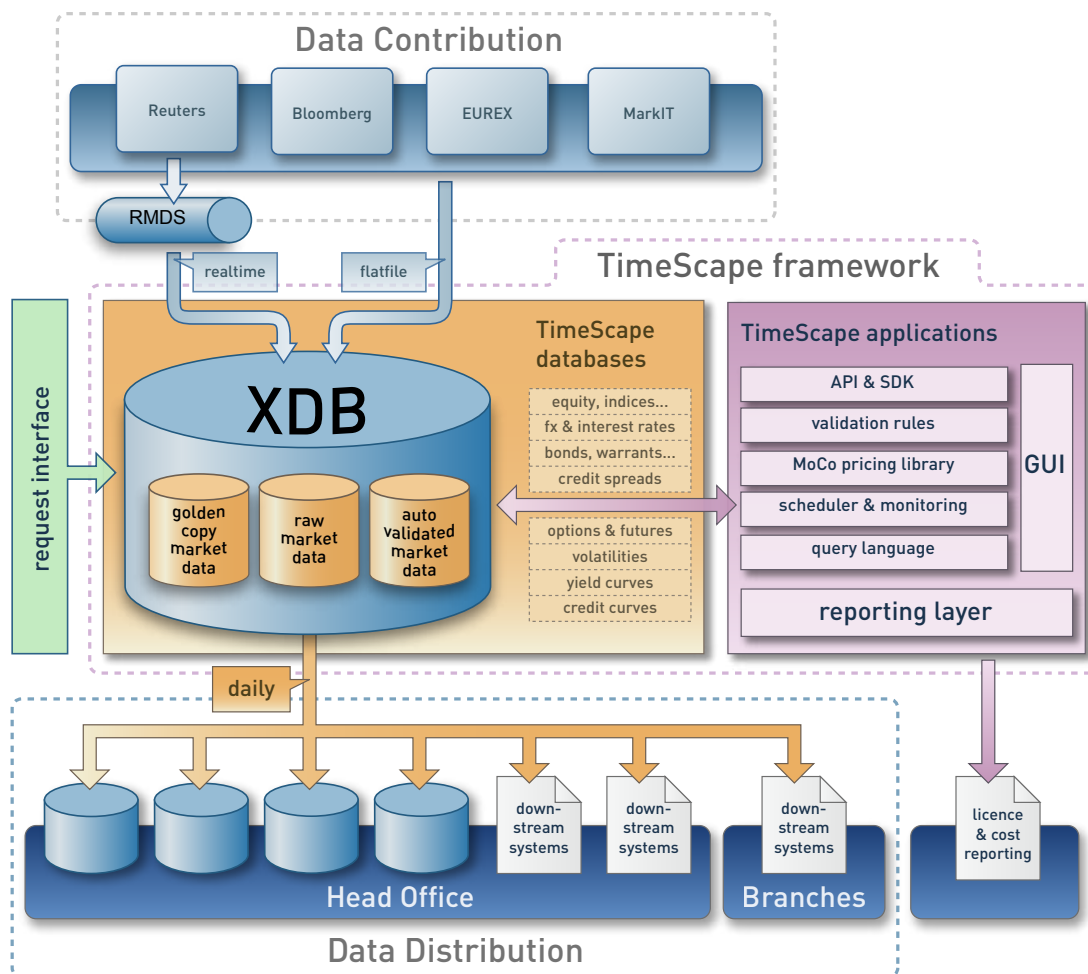 Data Contribution
Reuters
Bloomberg
EUREX
MarkIT
RMDS
realtime
flatfile
TimeScape framework
request interface
XDB
golden
copy
market
data
raw
market
data
auto
validated
market
data
TimeScape
databases
equity, indices...
fx & interest rates
bonds, warrants...
credit spreads
options & futures
volatilities
yield curves
credit curves
TimeScape applications
API & SDK
validation rules
MoCo pricing library
scheduler & monitoring
query language
GUI
reporting layer
daily
down-
stream
systems
down-
stream
systems
down-
stream
systems
licence
& cost
reporting
Head Office
Branches
Data Distribution